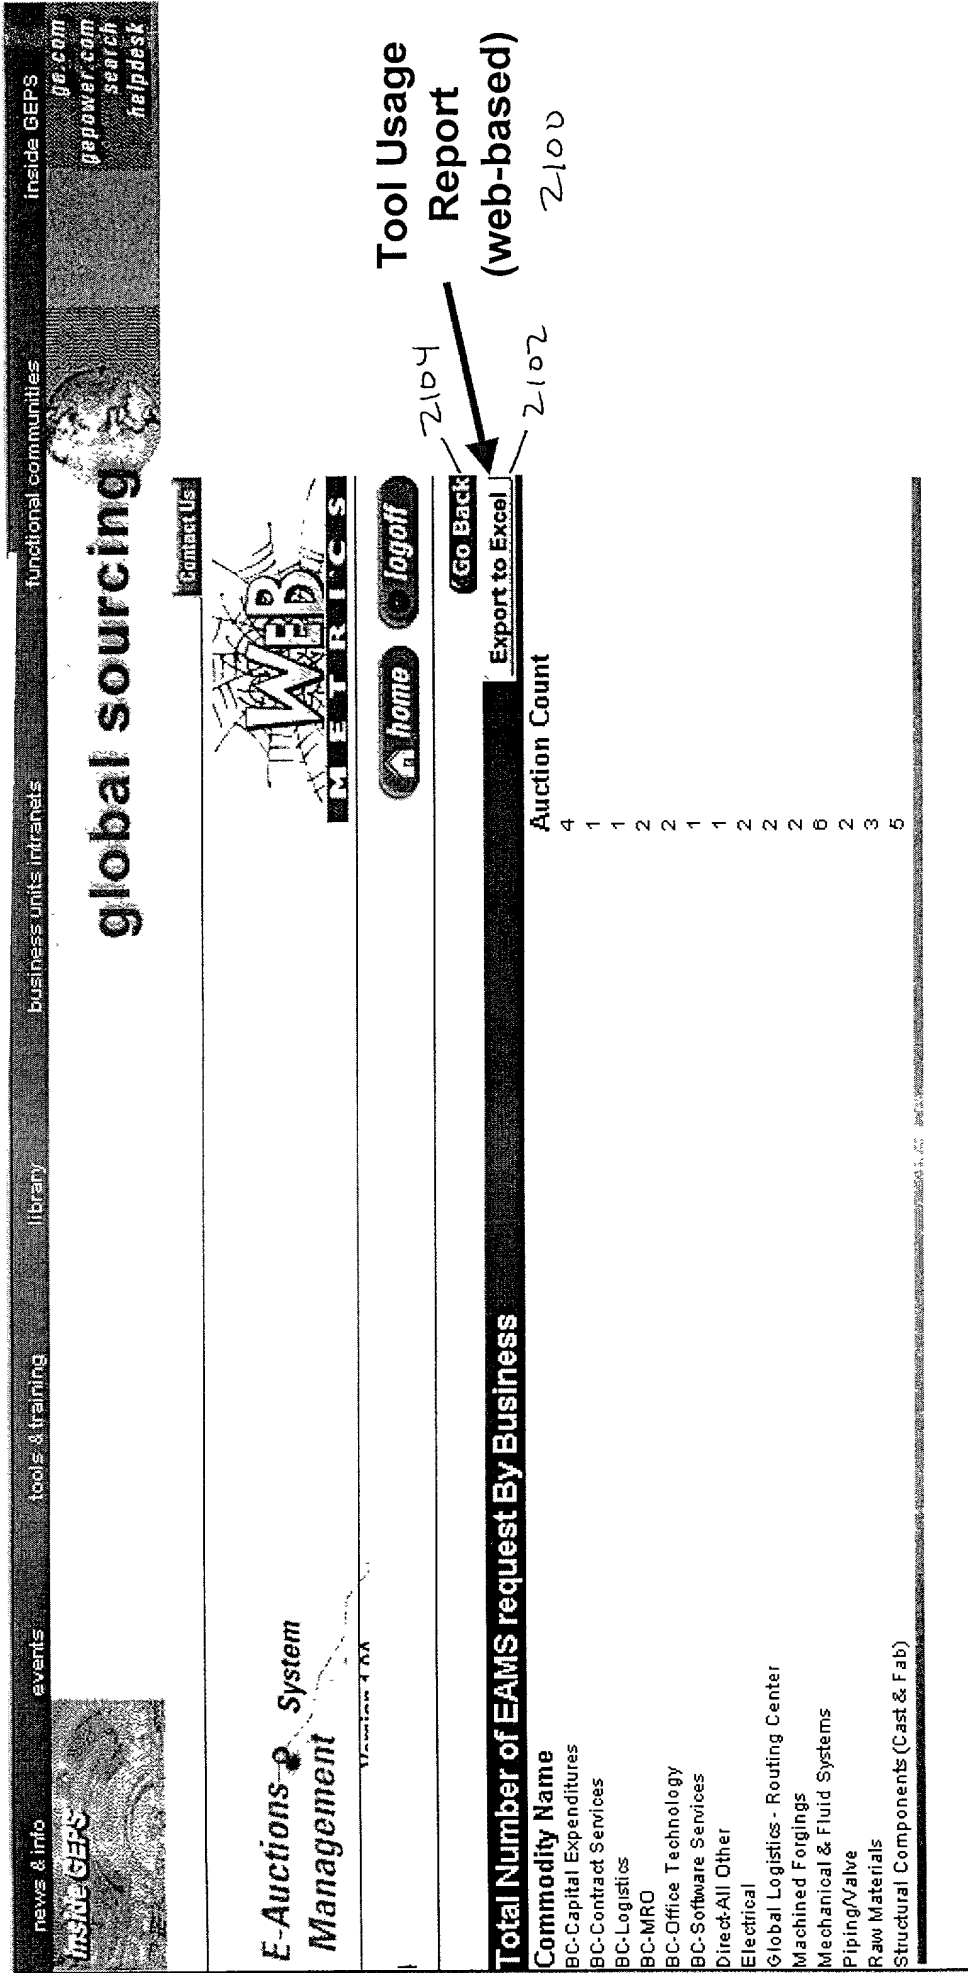 news & info events tools & training library business units intranets functional communities inside GEPS
Inside GEPS
global sourcing
ge.com
gepower.com
search
helpdesk
Contact Us
E-Auctions System
Management
WEB
METRICS
home logoff
Go Back
2104
Total Number of EAMS request By Business
Export to Excel
2102
Tool Usage
Report
(web-based)
2100
Commodity Name Auction Count
BC-Capital Expenditures 4
BC-Contract Services 1
BC-Logistics 1
BC-MRO 2
BC-Office Technology 2
BC-Software Services 1
Direct-All Other 1
Electrical 2
Global Logistics - Routing Center 2
Machined Forgings 2
Mechanical & Fluid Systems 6
Piping/Valve 2
Raw Materials 3
Structural Components(Cast & Fab) 5